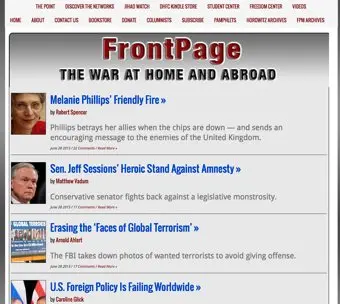 THE POINT DISCOVER THE NETWORKS JIHAD WATCH DHFC KINDLE STORE STUDENT CENTER FREEDOM CENTER VIDEOS
HOME ABOUT CONTACT US BOOKSTORE DONATE COLUMNISTS SUBSCRIBE PAMPHLETS HOROWITZ ARCHIVES FPM ARCHIVES
FrontPage
THE WAR AT HOME AND ABROAD
Melanie Phillips' Friendly Fire »
by Robert Spencer
Phillips betrays her allies when the chips are down — and sends an
encouraging message to the enemies of the United Kingdom.
June 28 2013 / 32 Comments / Read More »
Sen. Jeff Sessions' Heroic Stand Against Amnesty »
by Matthew Vadum
Conservative senator fights back against a legislative monstrosity.
June 28 2013 / 11 Comments / Read More »
GLOBAL TERRORISM
Erasing the 'Faces of Global Terrorism' »
by Arnold Ahlert
The FBI takes down photos of wanted terrorists to avoid giving offense.
June 28 2013 / Comments / Read More »
U.S. Foreign Policy Is Failing Worldwide »
by Caroline Glick